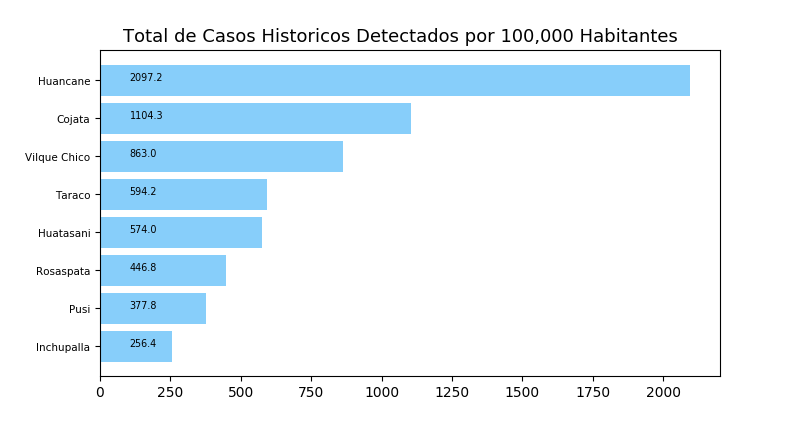 Total de Casos Historicos Detectados por 100,000 Habitantes
Huancane 2097.2
Cojata 1104.3
Vilque Chico 863.0
Taraco 594.2
Huatasani 574.0
Rosaspata 446.8
Pusi 377.8
Inchupalla 256.4
0 250 500 750 1000 1250 1500 1750 2000